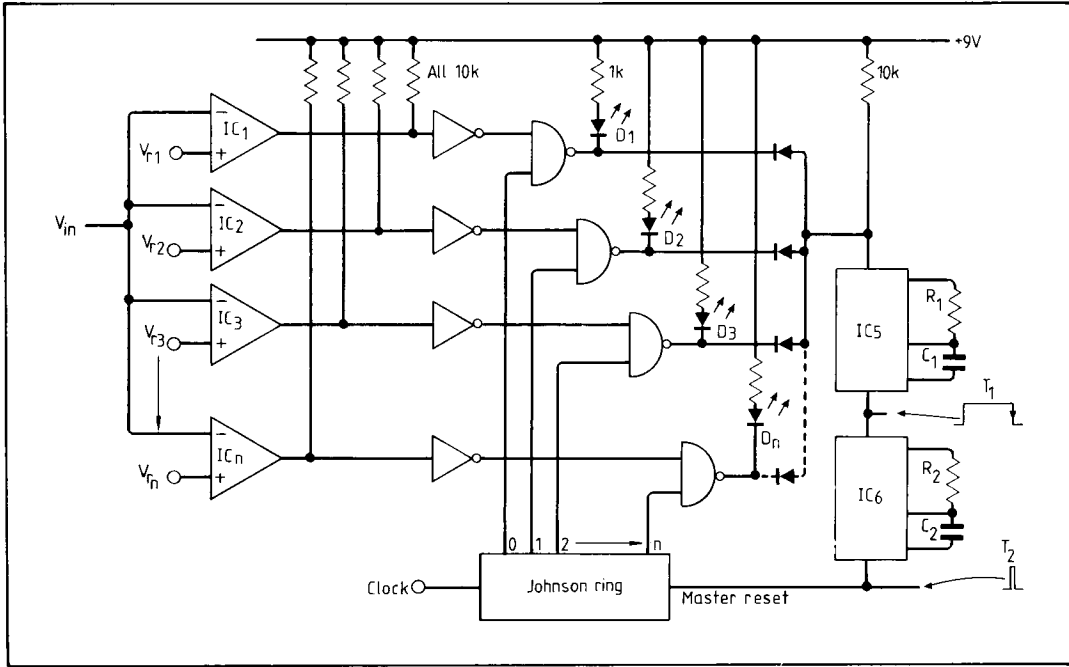 +9V
All 10k
1k
10k
IC1
Vr1
D1
Vin
IC2
Vr2
D2
IC3
Vr3
D3
R1
IC5
C1
T1
ICn
Vrn
Dn
R2
IC6
C2
T2
0 1 2 n
Clock
Johnson ring
Master reset